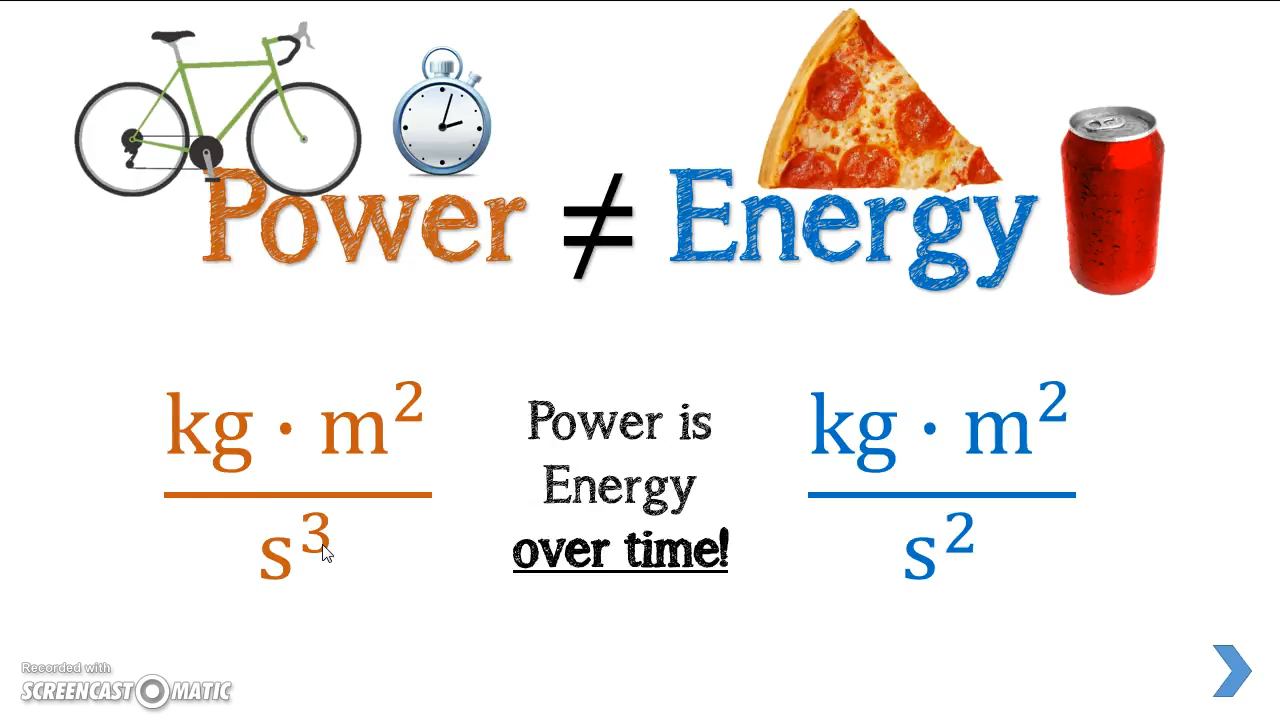 Power ≠ Energy
kg · m²
s³
Power is
Energy
over time!
kg · m²
s²
Recorded with
SCREENCAST MATIC